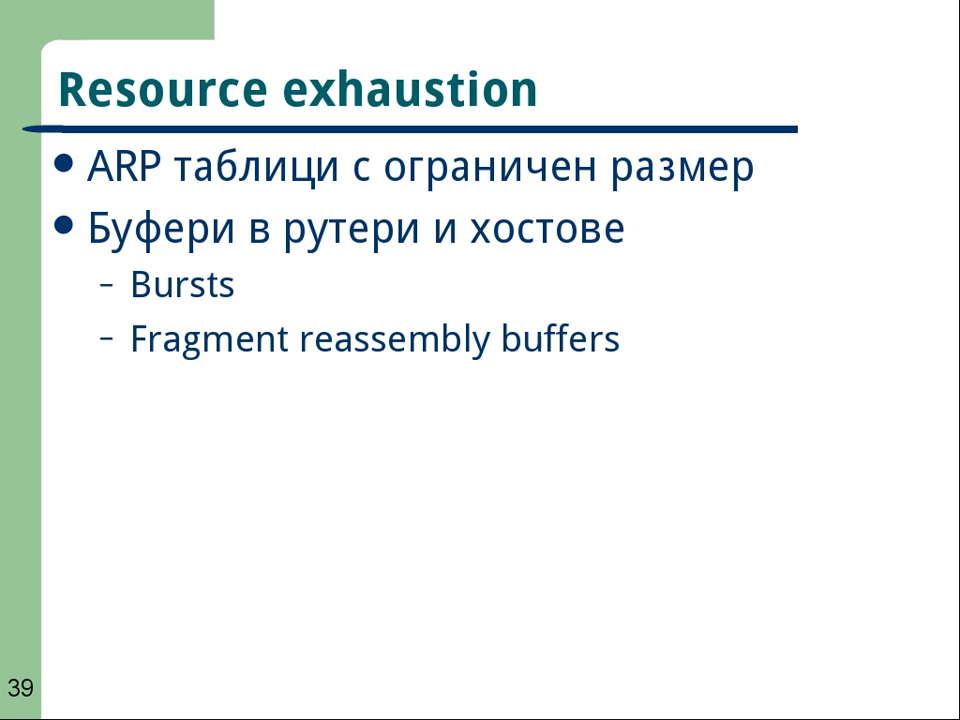 Resource exhaustion
● ARP таблици с ограничен размер
● Буфери в рутери и хостове
– Bursts
– Fragment reassembly buffers
39